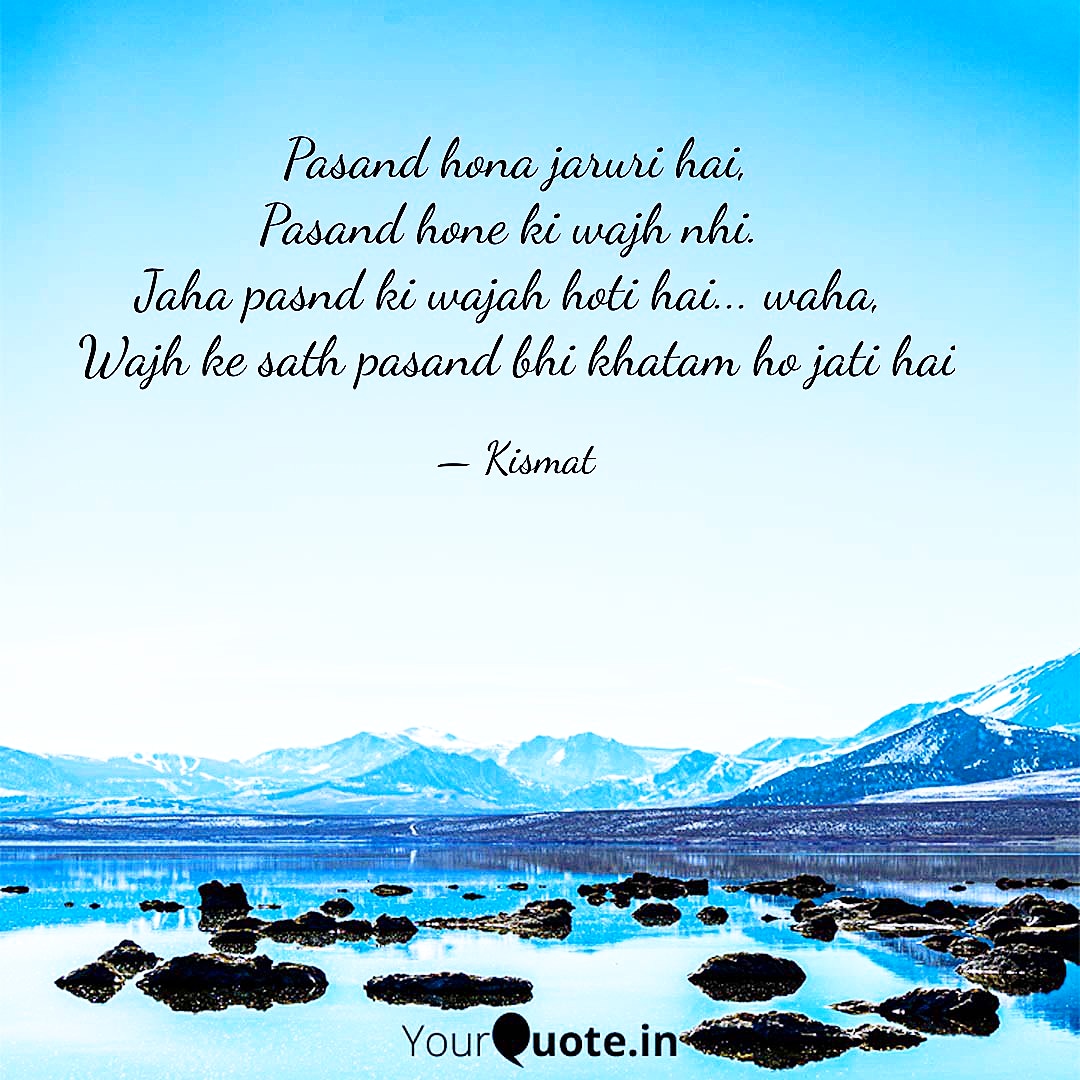 Pasand hona jaruri hai,
Pasand hone ki wajh nhi.
Jaha pasnd ki wajah hoti hai... waha,
Wajh ke sath pasand bhi khatam ho jati hai
— Kismat
YourQuote.in